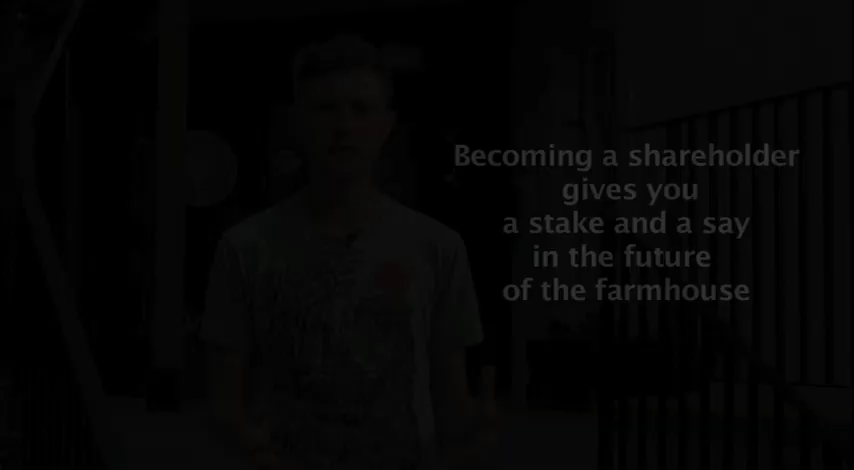 Becoming a shareholder
gives you
a stake and a say
in the future
of the farmhouse